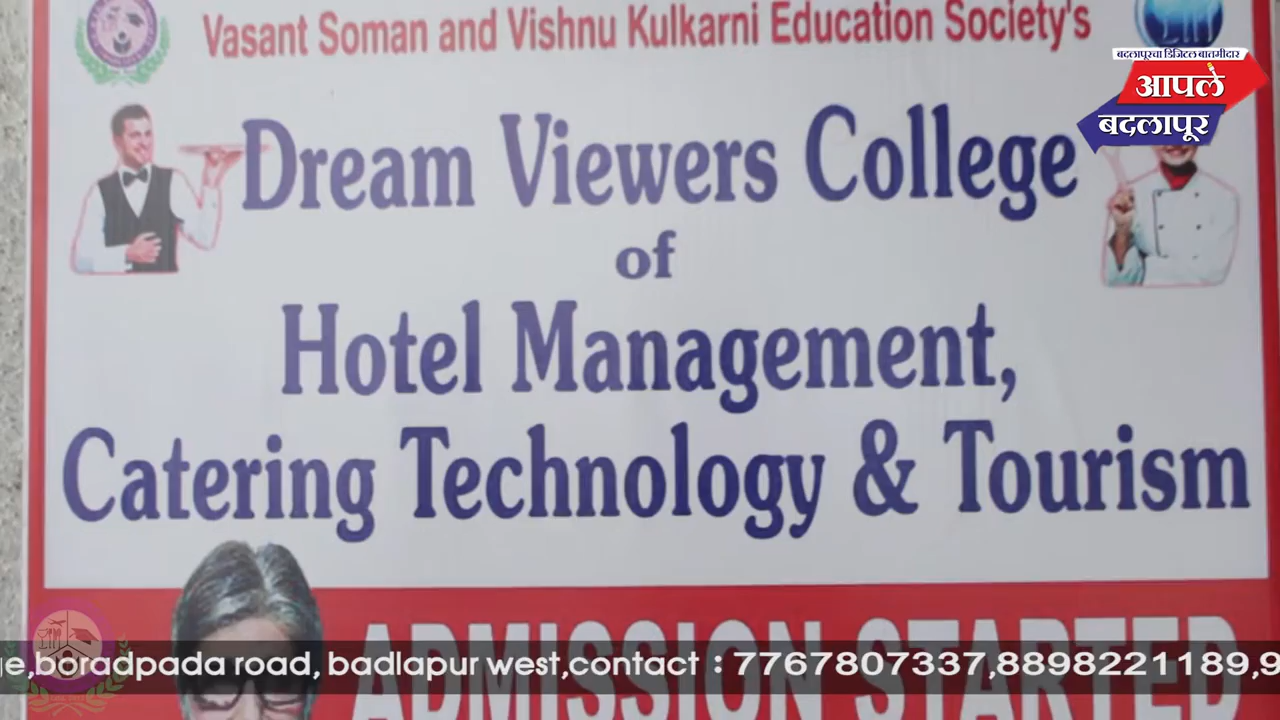 Vasant Soman and Vishnu Kulkarni Education Society's
बदलापूरचा डिजिटल बातमीदार
आपले
बदलापूर
Dream Viewers College
of
Hotel Management,
Catering Technology & Tourism
ADMISSION STARTED
,boradpada road, badlapur west,contact : 7767807337,8898221189,9